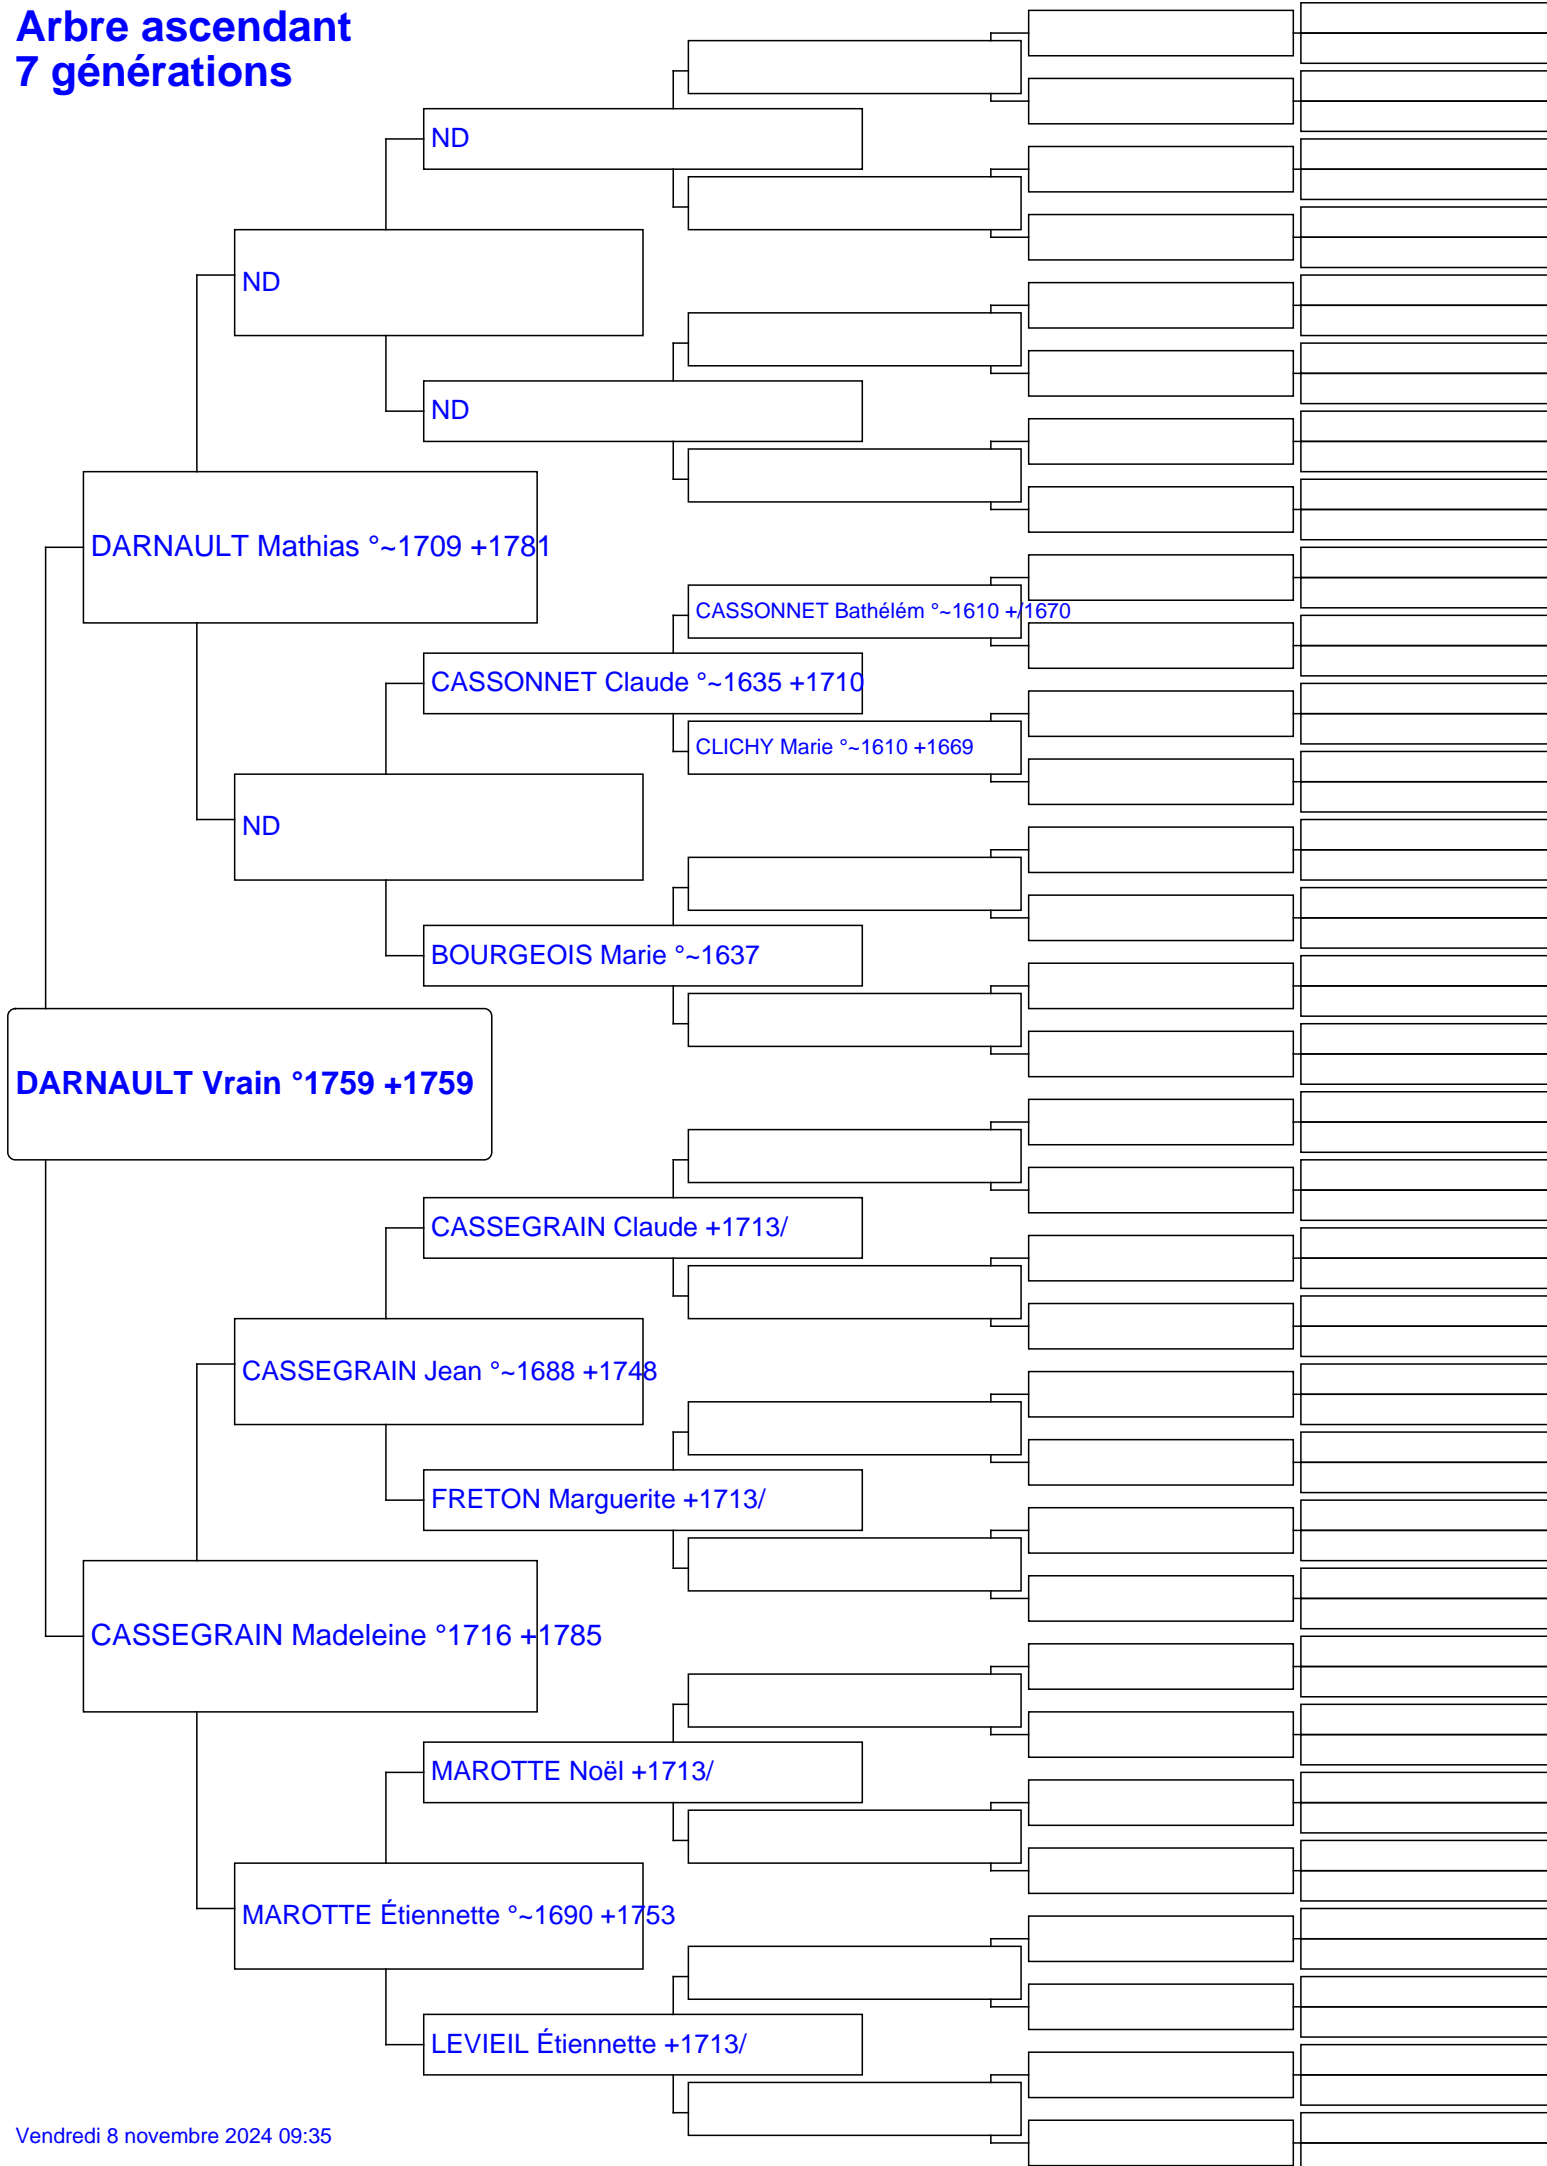 Arbre ascendant
7 générations
ND
ND
ND
DARNAULT Mathias °~1709 +1781
CASSONNET Bathélém °~1610 +/1670
CASSONNET Claude °~1635 +1710
CLICHY Marie °~1610 +1669
ND
BOURGEOIS Marie °~1637
DARNAULT Vrain °1759 +1759
CASSEGRAIN Claude +1713/
CASSEGRAIN Jean °~1688 +1748
FRETON Marguerite +1713/
CASSEGRAIN Madeleine °1716 +1785
MAROTTE Noël +1713/
MAROTTE Étiennette °~1690 +1753
LEVIEIL Étiennette +1713/
Vendredi 8 novembre 2024 09:35